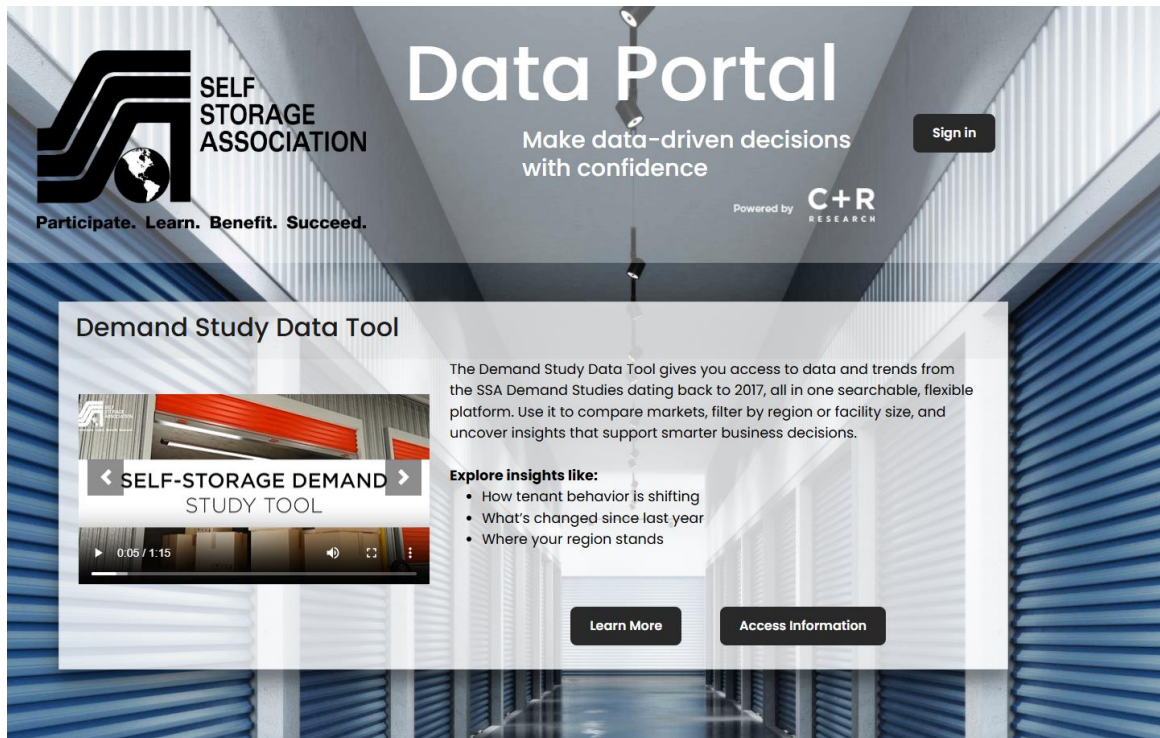 SELF
STORAGE
ASSOCIATION
Participate. Learn. Benefit. Succeed.
Data Portal
Make data-driven decisions
with confidence
Powered by C+R
RESEARCH
Sign in
Demand Study Data Tool
SELF-STORAGE DEMAND
STUDY TOOL
0:05 / 1:15
The Demand Study Data Tool gives you access to data and trends from
the SSA Demand Studies dating back to 2017, all in one searchable, flexible
platform. Use it to compare markets, filter by region or facility size, and
uncover insights that support smarter business decisions.
Explore insights like:
• How tenant behavior is shifting
• What's changed since last year
• Where your region stands
Learn More
Access Information